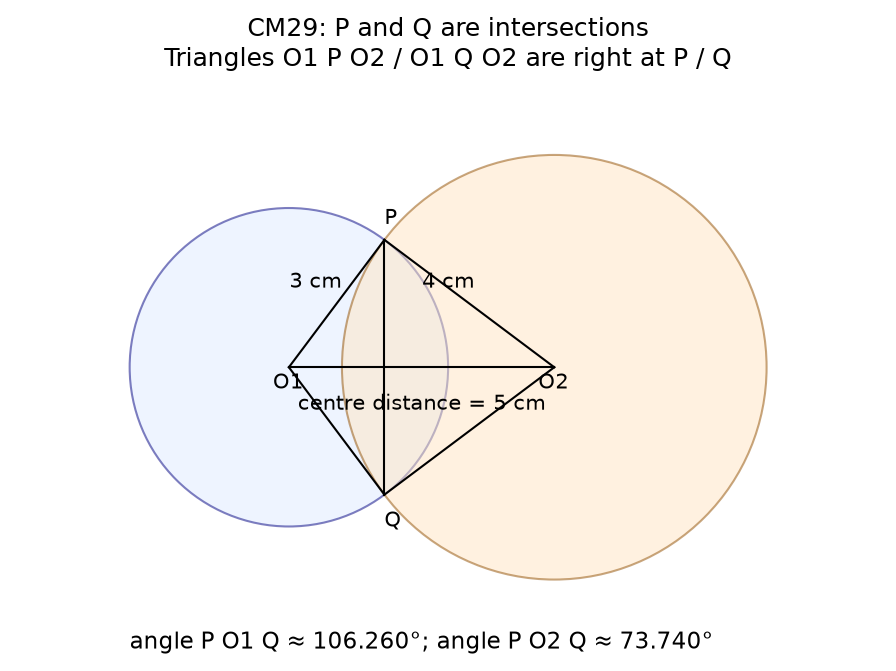 CM29: P and Q are intersections
Triangles O1 P O2 / O1 Q O2 are right at P / Q
P
3 cm
4 cm
O1
O2
centre distance = 5 cm
Q
angle P O1 Q ≈ 106.260°; angle P O2 Q ≈ 73.740°